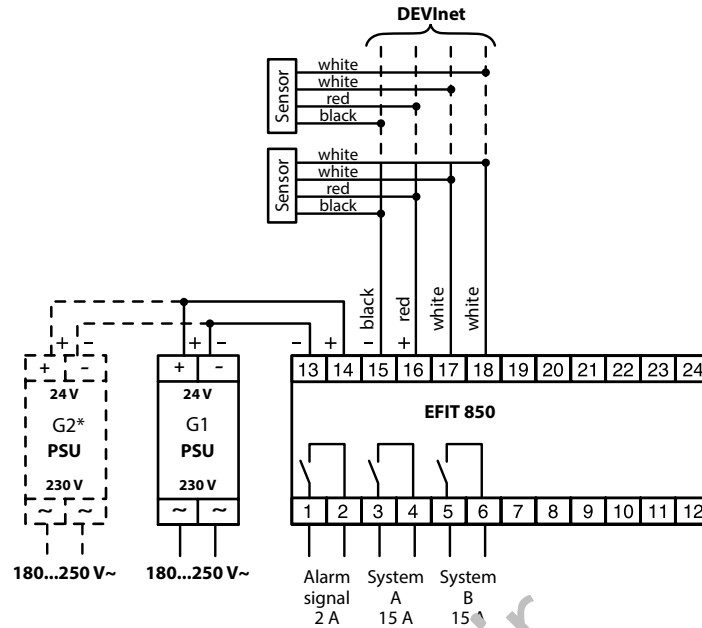 DEVInet
Sensor
white
white
red
black
Sensor
white
white
red
black
black
red
white
white
+ −
+ −
− + − +
+ −
24 V
G2*
PSU
230 V
~ ~
180...250 V~
+ −
24 V
G1
PSU
230 V
~ ~
180...250 V~
13 14 15 16 17 18 19 20 21 22 23 24
EFIT 850
1 2 3 4 5 6 7 8 9 10 11 12
Alarm
signal
2 A
System
A
15 A
System
B
15 A